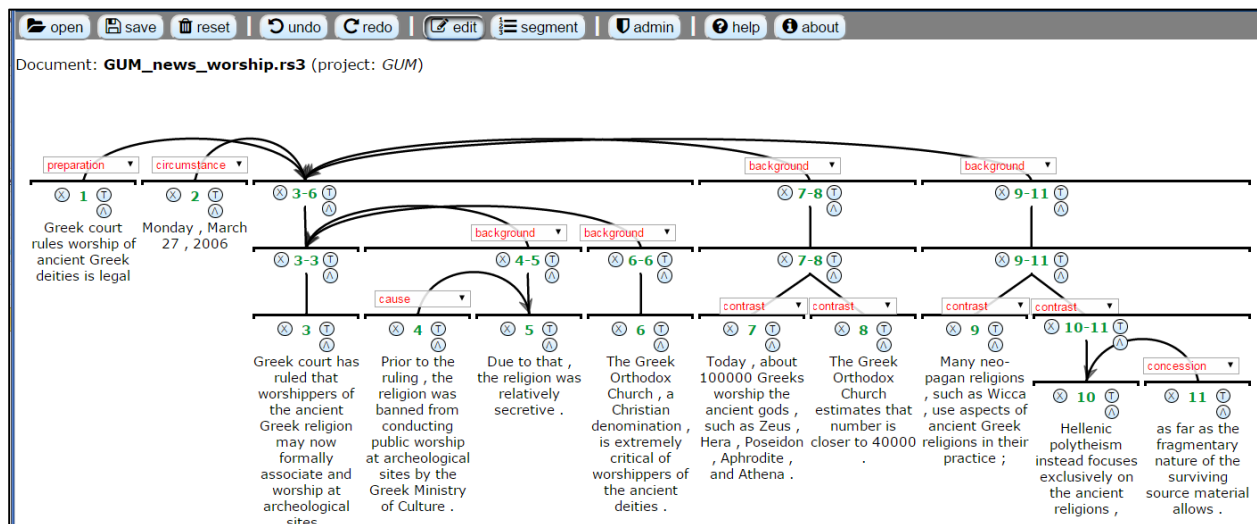 open save reset undo redo edit segment admin help about
Document: GUM_news_worship.rs3 (project: GUM)
preparation circumstance background background
1 2 3-6 7-8 9-11
Greek court
rules worship of
ancient Greek
deities is legal
Monday , March
27 , 2006
background background
3-3 4-5 6-6 7-8 9-11
cause contrast contrast contrast contrast
3 4 5 6 7 8 9 10-11
Greek court has
ruled that
worshippers of
the ancient
Greek religion
may now
formally
associate and
worship at
archeological
sites
Prior to the
ruling , the
religion was
banned from
conducting
public worship
at archeological
sites by the
Greek Ministry
of Culture .
Due to that ,
the religion was
relatively
secretive .
The Greek
Orthodox
Church , a
Christian
denomination ,
is extremely
critical of
worshippers of
the ancient
deities .
Today , about
100000 Greeks
worship the
ancient gods ,
such as Zeus ,
Hera , Poseidon
, Aphrodite ,
and Athena .
The Greek
Orthodox
Church
estimates that
number is
closer to 40000
.
Many neo-
pagan religions
, such as Wicca
, use aspects of
ancient Greek
religions in their
practice ;
concession
10 11
Hellenic
polytheism
instead focuses
exclusively on
the ancient
religions ,
as far as the
fragmentary
nature of the
surviving
source material
allows .